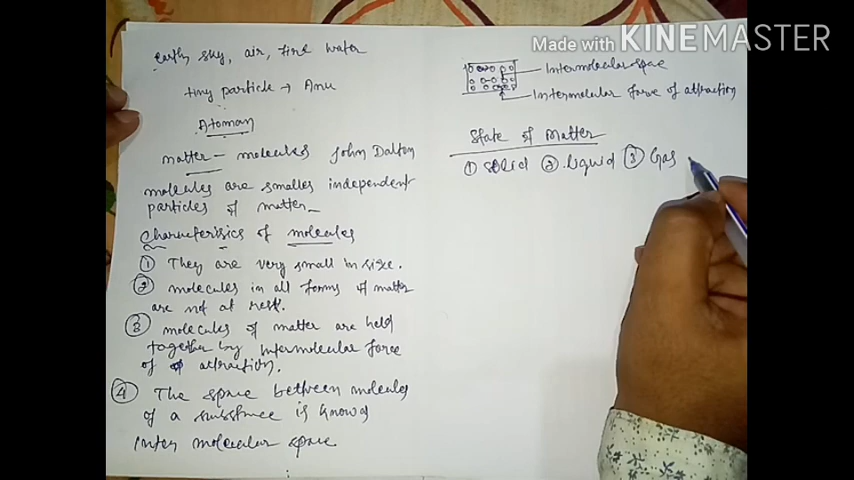 earth, sky, air, fire water
tiny particle → Anu
Atoman
matter - molecules John Dalton
molecules are smalles independent
particles of matter
Characterisics of molecules
① They are very small in size.
② molecules in all forms of matter
are not at rest.
③ molecules of matter are held
together by intermolecular force
of attraction.
④ The space between molecules
of a substnce is known
inter molecular space
Made with KINEMASTER
Intermolecular space
Intermolecular force of attraction
State of Matter
① Solid ② liquid ③ Gas